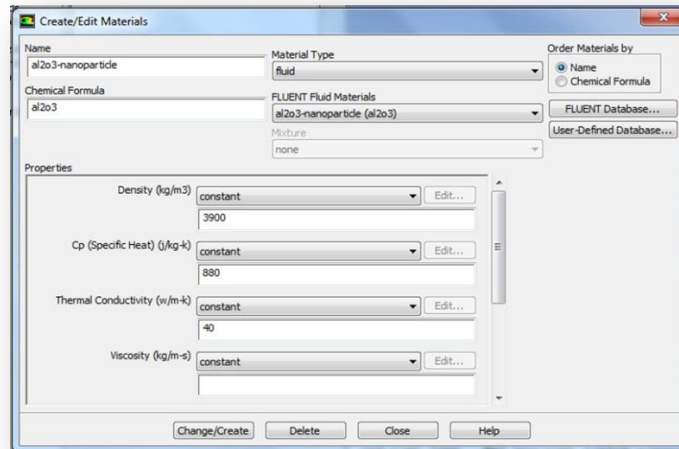 Create/Edit Materials
Name
al2o3-nanoparticle
Material Type
fluid
Order Materials by
Name
Chemical Formula
Chemical Formula
al2o3
FLUENT Fluid Materials
al2o3-nanoparticle (al2o3)
FLUENT Database...
Mixture
none
User-Defined Database...
Properties
Density (kg/m3) constant Edit...
3900
Cp (Specific Heat) (j/kg-k) constant Edit...
880
Thermal Conductivity (w/m-k) constant Edit...
40
Viscosity (kg/m-s) constant Edit...
Change/Create Delete Close Help